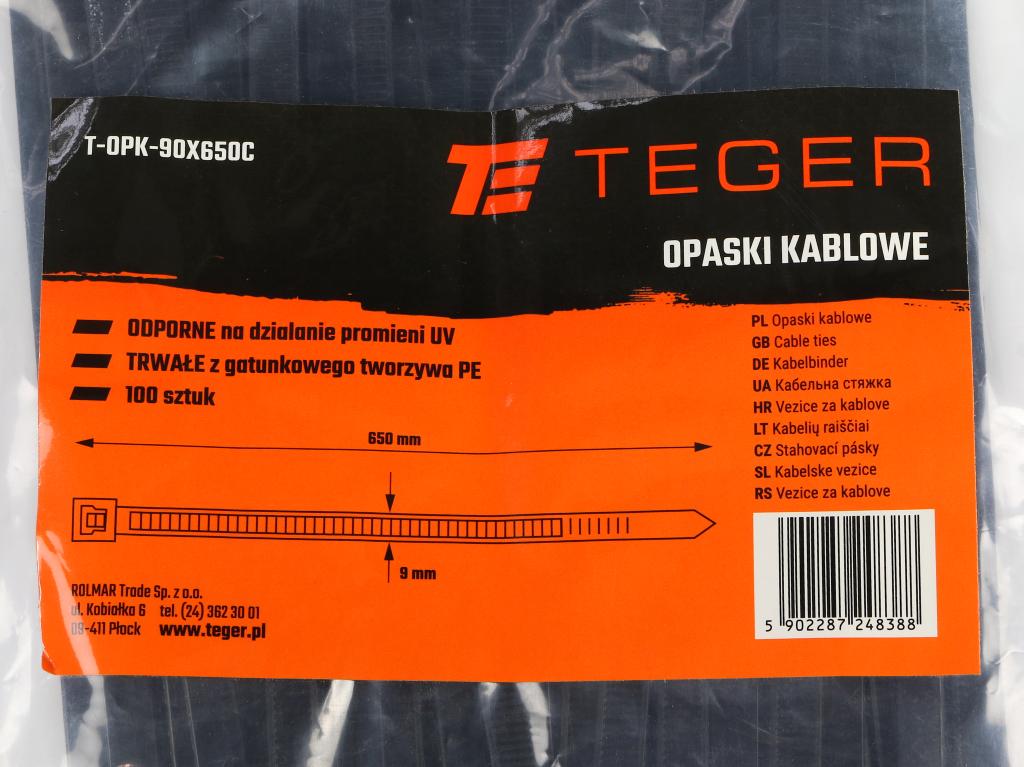 T-OPK-90X650C
TEGER
OPASKI KABLOWE
ODPORNE na dzialanie promieni UV
TRWAŁE z gatunkowego tworzywa PE
100 sztuk
PL Opaski kablowe
GB Cable ties
DE Kabelbinder
UA Кабельна стяжка
HR Vezice za kablove
LT Kabelių raiščiai
CZ Stahovací pásky
SL Kabelske vezice
RS Vezice za kablove
650 mm
9 mm
ROLMAR Trade Sp. z o.o.
ul. Kobiałka 6 tel. (24) 362 30 01
09-411 Płock www.teger.pl
5 902287 248388